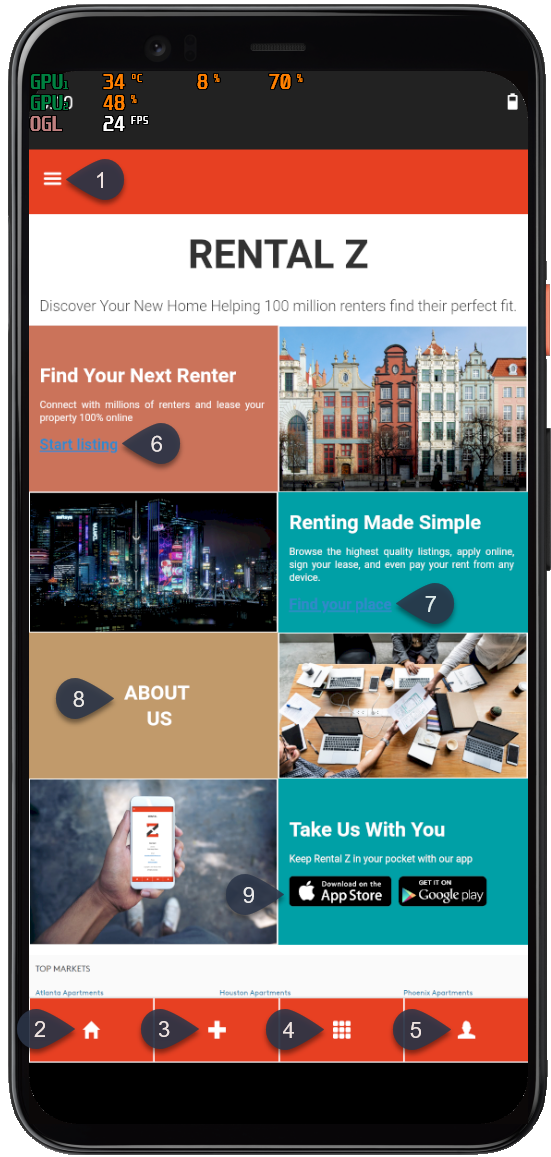 GPU1 34 °C 8 % 70 %
GPU2 48 %
OGL 24 FPS
1
RENTAL Z
Discover Your New Home Helping 100 million renters find their perfect fit.
Find Your Next Renter
Connect with millions of renters and lease your
property 100% online
Start listing
6
Renting Made Simple
Browse the highest quality listings, apply online,
sign your lease, and even pay your rent from any
device.
Find your place
7
8
ABOUT
US
Z
Take Us With You
Keep Rental Z in your pocket with our app
9
Download on the
App Store
GET IT ON
Google play
TOP MARKETS
Atlanta Apartments Houston Apartments Phoenix Apartments
2 3 4 5